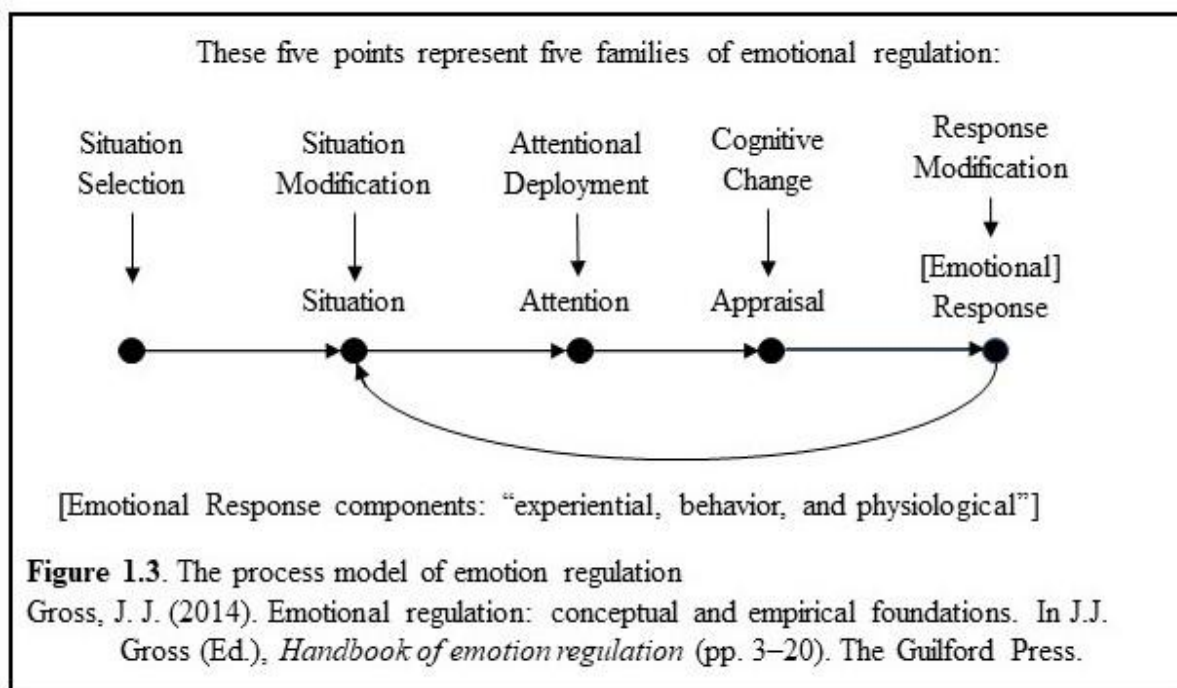 These five points represent five families of emotional regulation:
Situation Selection
Situation Modification
Attentional Deployment
Cognitive Change
Response Modification
Situation
Attention
Appraisal
[Emotional] Response
[Emotional Response components: “experiential, behavior, and physiological”]
Figure 1.3. The process model of emotion regulation
Gross, J. J. (2014). Emotional regulation: conceptual and empirical foundations. In J.J.
Gross (Ed.), Handbook of emotion regulation (pp. 3–20). The Guilford Press.